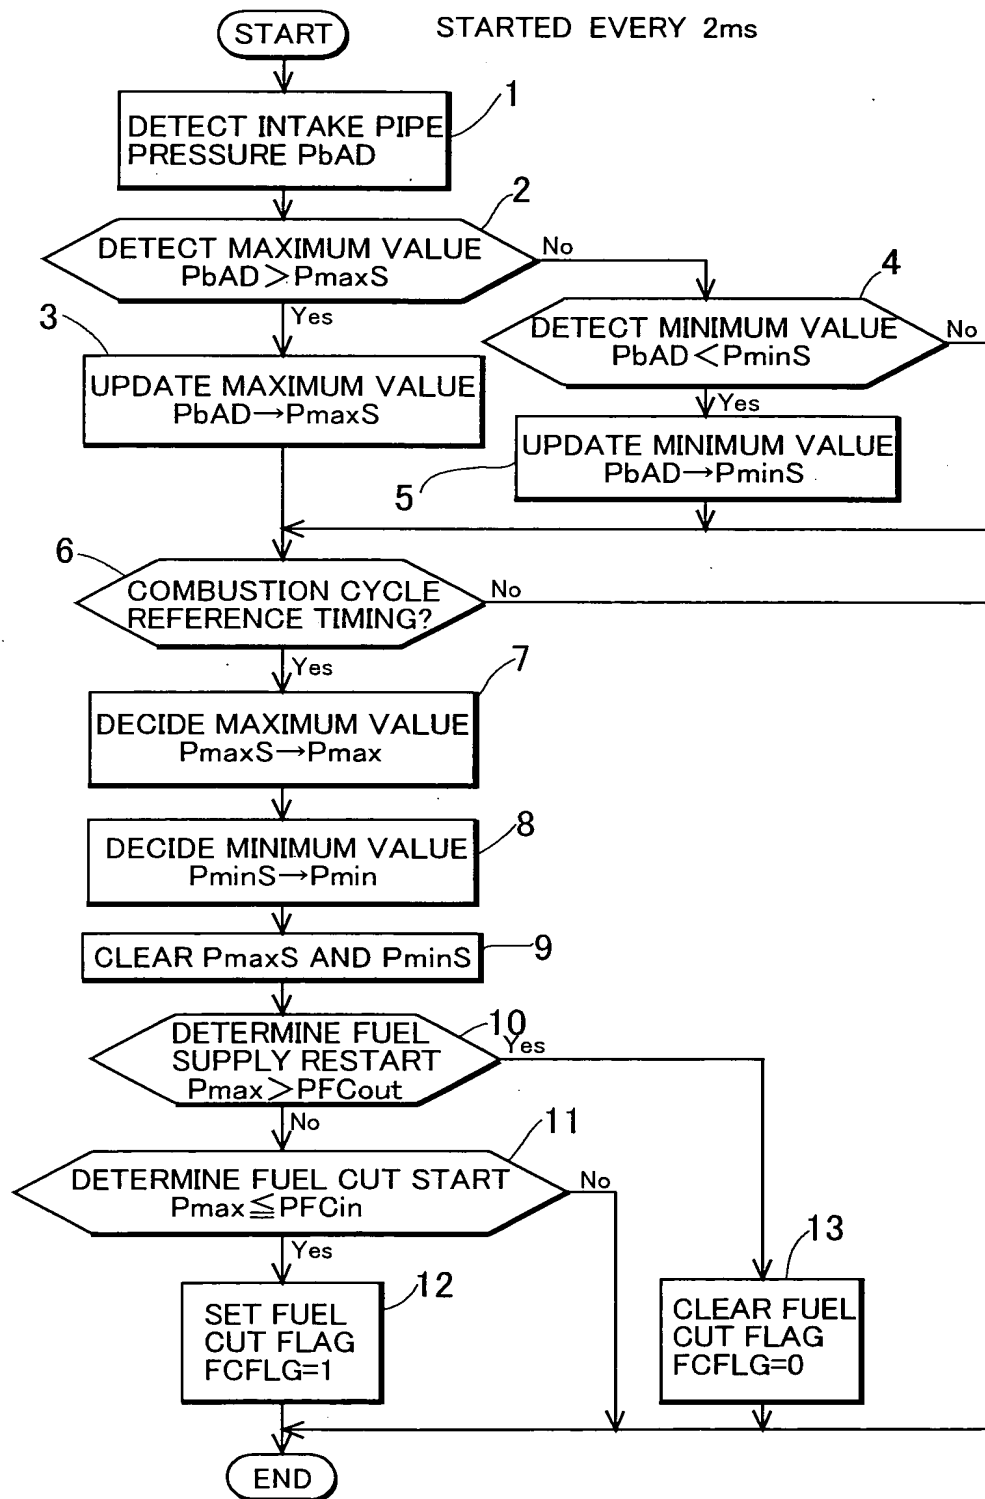 START
STARTED EVERY 2ms
1
DETECT INTAKE PIPE
PRESSURE PbAD
2
DETECT MAXIMUM VALUE
PbAD>PmaxS
No
Yes
3
UPDATE MAXIMUM VALUE
PbAD→PmaxS
4
DETECT MINIMUM VALUE
PbAD<PminS
No
Yes
UPDATE MINIMUM VALUE
PbAD→PminS
5
6
COMBUSTION CYCLE
REFERENCE TIMING?
No
Yes
7
DECIDE MAXIMUM VALUE
PmaxS→Pmax
8
DECIDE MINIMUM VALUE
PminS→Pmin
9
CLEAR PmaxS AND PminS
10
DETERMINE FUEL
SUPPLY RESTART
Pmax>PFCout
Yes
No
11
DETERMINE FUEL CUT START
Pmax≦PFCin
No
Yes
12
SET FUEL
CUT FLAG
FCFLG=1
13
CLEAR FUEL
CUT FLAG
FCFLG=0
END